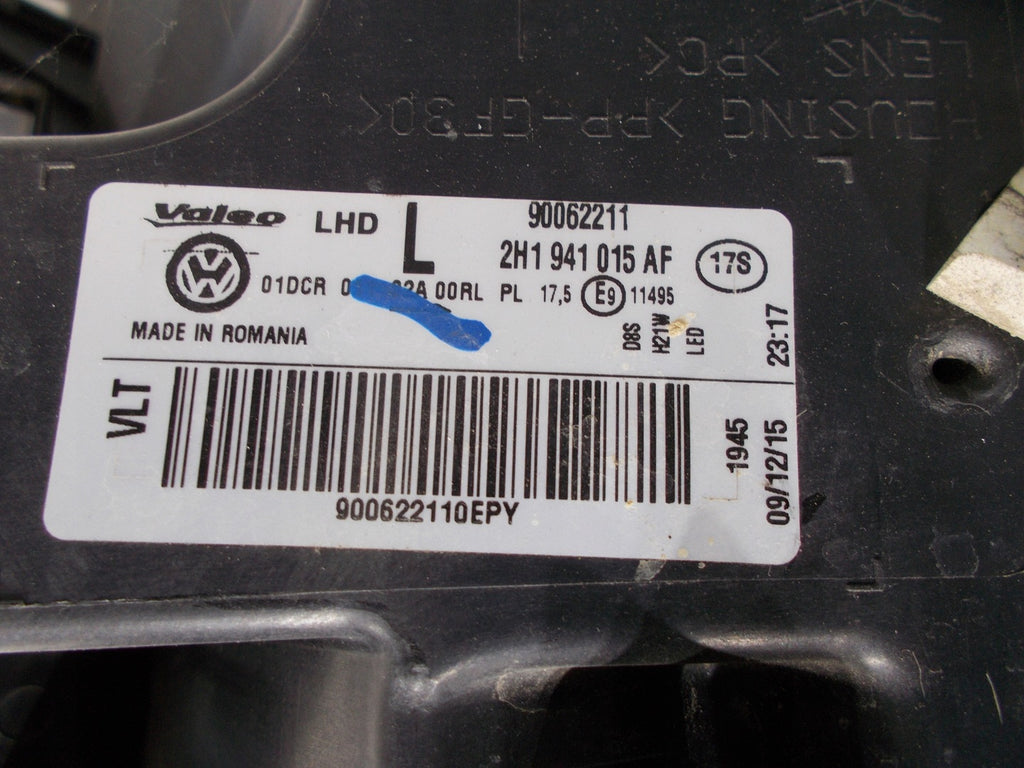 LENS >PC<
HOUSING >PP-GF30<
Valeo LHD L 90062211
2H1 941 015 AF 17S
01DCR 02A 00RL PL 17,5 E9 11495
MADE IN ROMANIA
D8S
H21W
LED
23:17
VLT
1945
09/12/15
900622110EPY